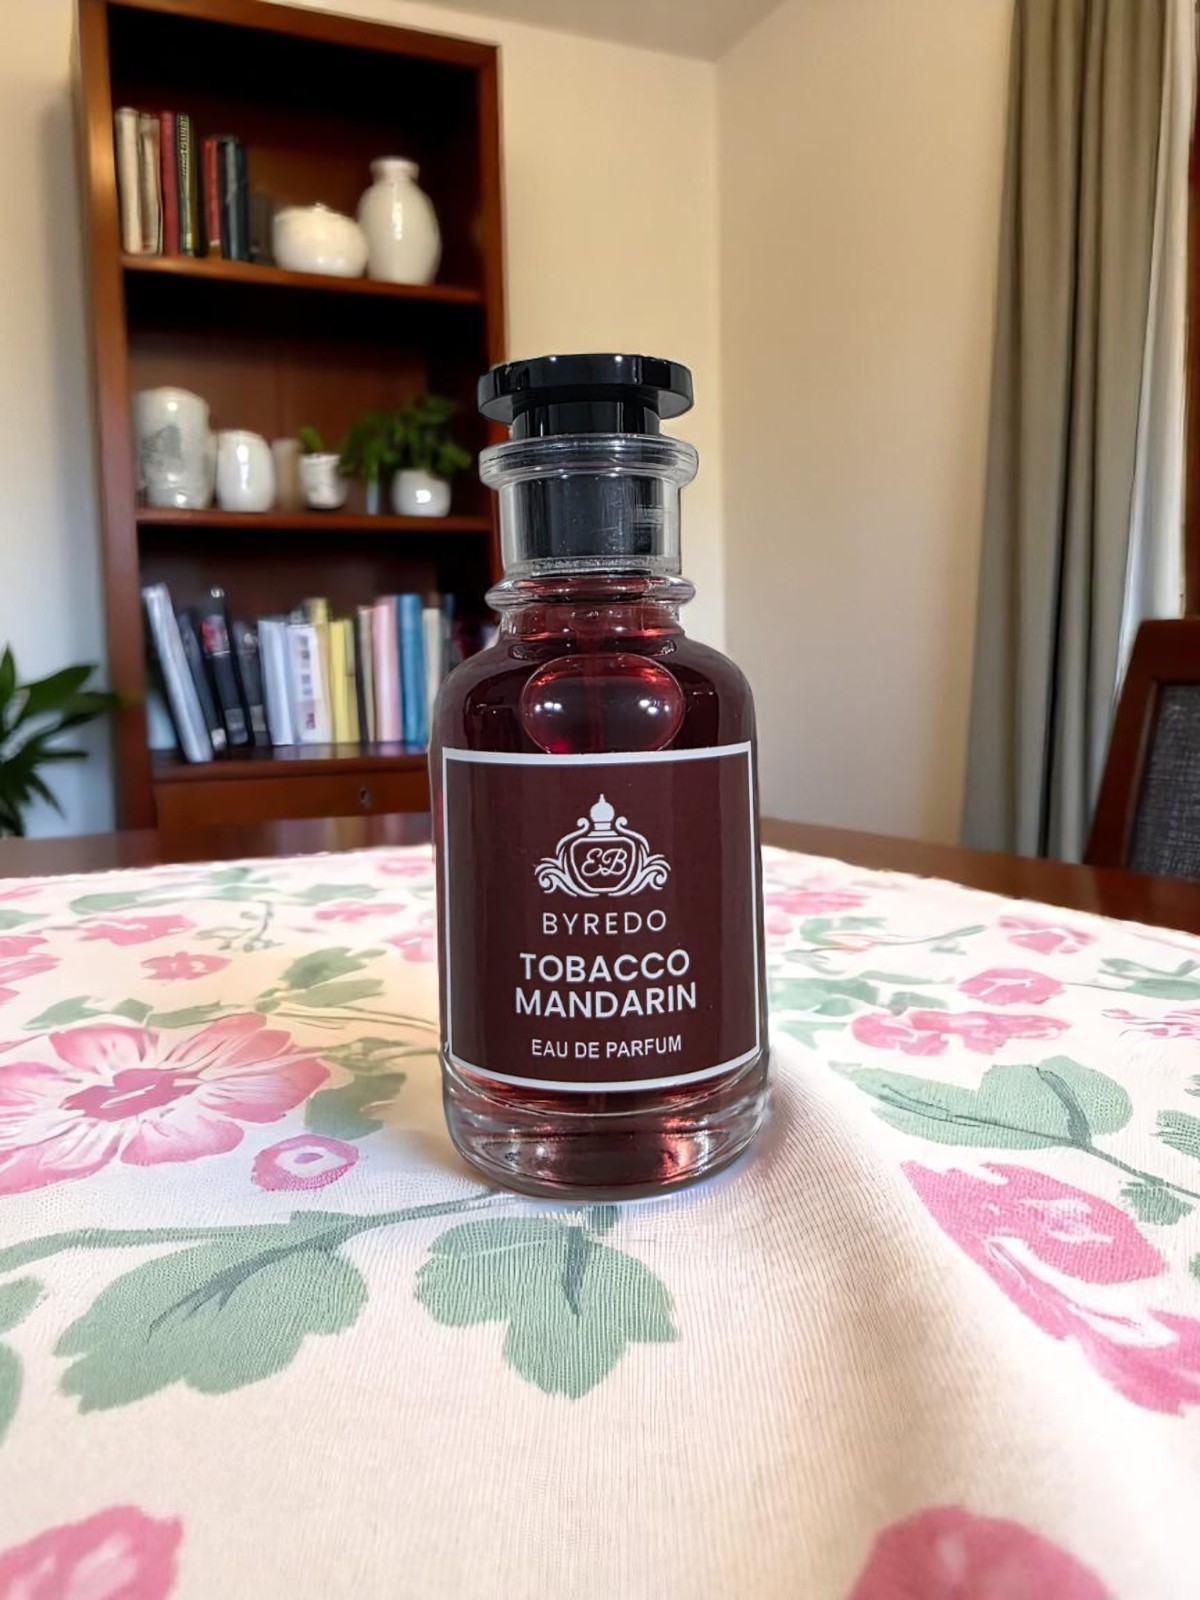 EB
BYREDO
TOBACCO
MANDARIN
EAU DE PARFUM